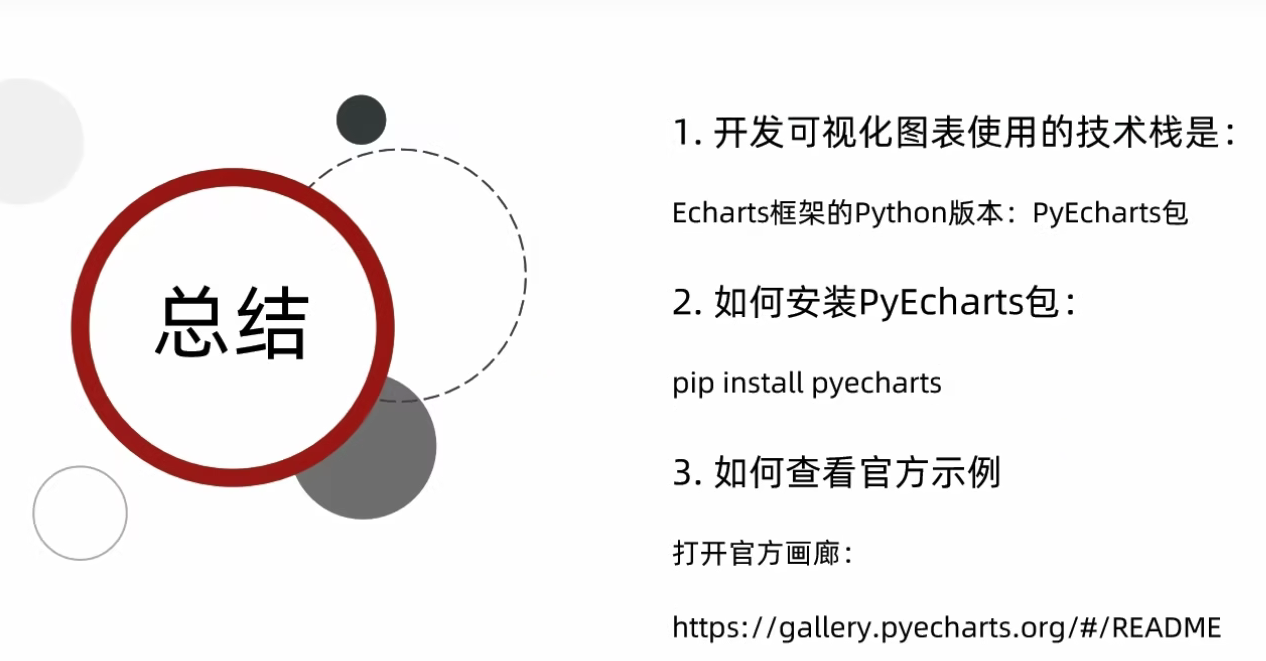 总结
1. 开发可视化图表使用的技术栈是：
Echarts框架的Python版本：PyEcharts包
2. 如何安装PyEcharts包：
pip install pyecharts
3. 如何查看官方示例
打开官方画廊：
https://gallery.pyecharts.org/#/README